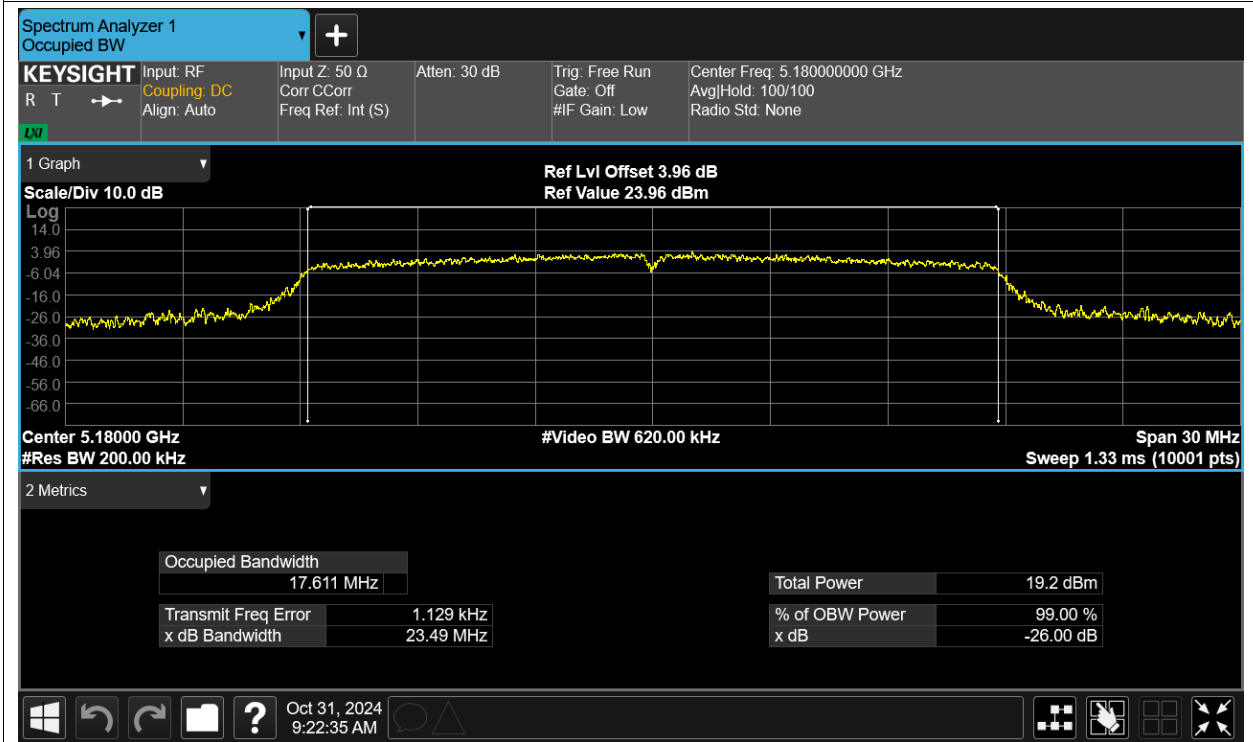 Spectrum Analyzer 1
Occupied BW
KEYSIGHT
R T
LXI
Input: RF
Coupling: DC
Align: Auto
Input Z: 50 Ω
Corr CCorr
Freq Ref: Int (S)
Atten: 30 dB
Trig: Free Run
Gate: Off
#IF Gain: Low
Center Freq: 5.180000000 GHz
Avg|Hold: 100/100
Radio Std: None
1 Graph
Scale/Div 10.0 dB
Ref Lvl Offset 3.96 dB
Ref Value 23.96 dBm
Log
14.0
3.96
-6.04
-16.0
-26.0
-36.0
-46.0
-56.0
-66.0
Center 5.18000 GHz
#Video BW 620.00 kHz
Span 30 MHz
#Res BW 200.00 kHz
Sweep 1.33 ms (10001 pts)
2 Metrics
Occupied Bandwidth
17.611 MHz
Total Power 19.2 dBm
Transmit Freq Error 1.129 kHz
% of OBW Power 99.00 %
x dB Bandwidth 23.49 MHz
x dB -26.00 dB
?
Oct 31, 2024
9:22:35 AM